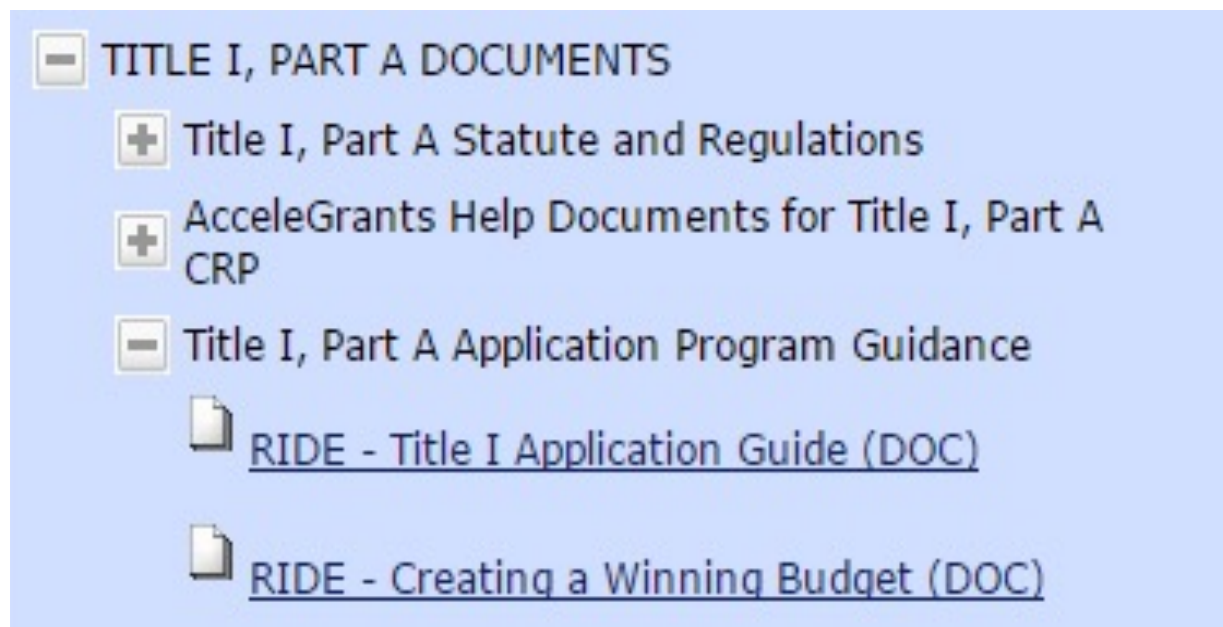 TITLE I, PART A DOCUMENTS
Title I, Part A Statute and Regulations
AcceleGrants Help Documents for Title I, Part A
CRP
Title I, Part A Application Program Guidance
RIDE - Title I Application Guide (DOC)
RIDE - Creating a Winning Budget (DOC)